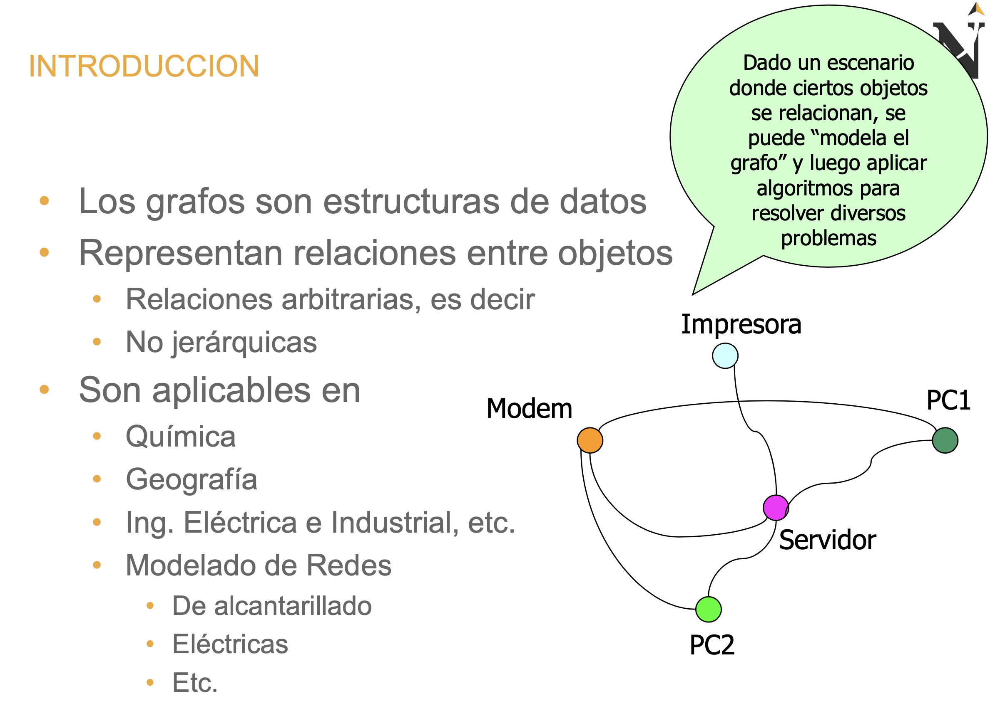 INTRODUCCION
Los grafos son estructuras de datos
Representan relaciones entre objetos
Relaciones arbitrarias, es decir
No jerárquicas
Son aplicables en
Química
Geografía
Ing. Eléctrica e Industrial, etc.
Modelado de Redes
De alcantarillado
Eléctricas
Etc.
N
Dado un escenario
donde ciertos objetos
se relacionan, se
puede “modela el
grafo” y luego aplicar
algoritmos para
resolver diversos
problemas
Impresora
Modem
PC1
Servidor
PC2